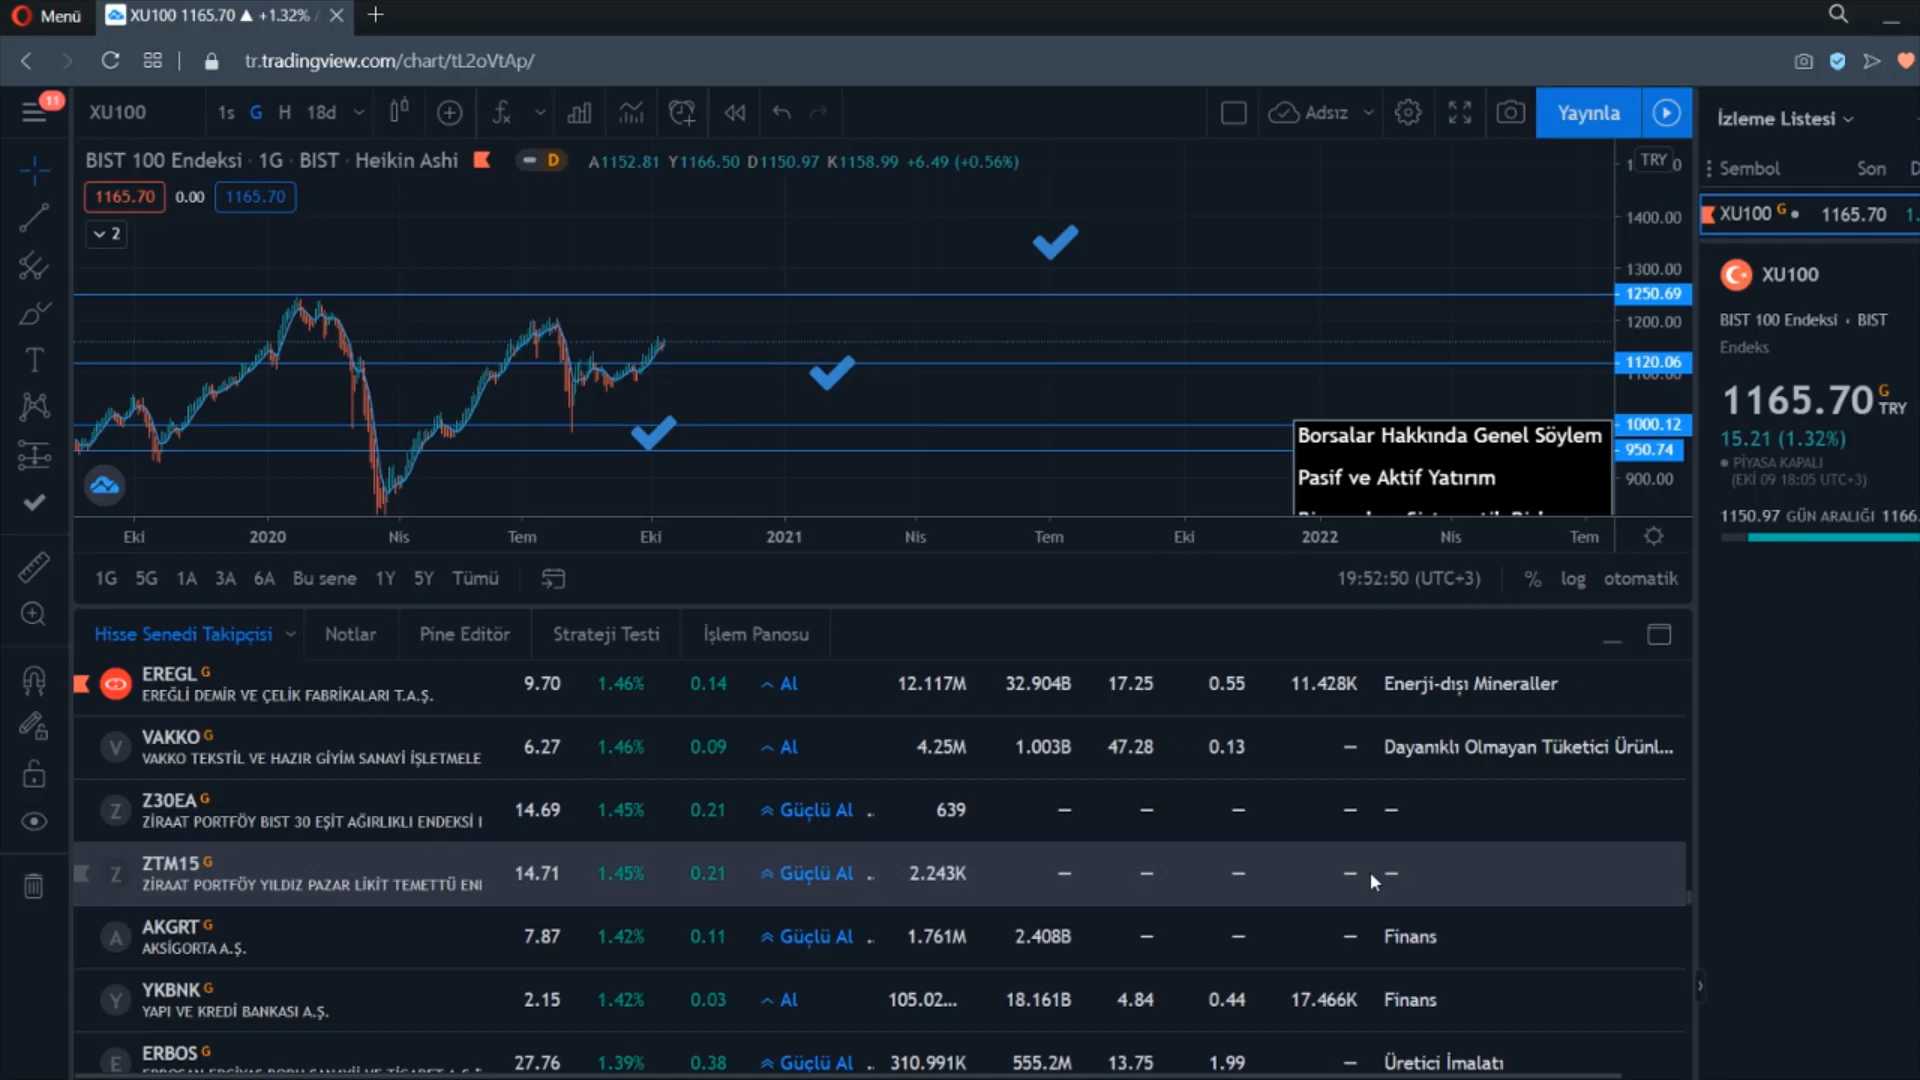 Menü
XU100 1165.70 ▲ +1.32% /
tr.tradingview.com/chart/tL2oVtAp/
11
XU100 1s G H 18d Adsız Yayınla
İzleme Listesi
BIST 100 Endeksi · 1G · BIST · Heikin Ashi D A1152.81 Y1166.50 D1150.97 K1158.99 +6.49 (+0.56%)
TRY
1165.70 0.00 1165.70
2
1400.00
1300.00
1250.69
1200.00
1120.06
1100.00
1000.12
950.74
900.00
Borsalar Hakkında Genel Söylem
Pasif ve Aktif Yatırım
Eki 2020 Nis Tem Eki 2021 Nis Tem Eki 2022 Nis Tem
1G 5G 1A 3A 6A Bu sene 1Y 5Y Tümü 19:52:50 (UTC+3) % log otomatik
Sembol Son D
XU100 G 1165.70 1.
XU100
BIST 100 Endeksi • BIST
Endeks
1165.70 G TRY
15.21 (1.32%)
PİYASA KAPALI
(EKİ 09 18:05 UTC+3)
1150.97 GÜN ARALIĞI 1166.
Hisse Senedi Takipçisi Notlar Pine Editör Strateji Testi İşlem Panosu
EREGL G 9.70 1.46% 0.14 Al 12.117M 32.904B 17.25 0.55 11.428K Enerji-dışı Mineraller
EREĞLİ DEMİR VE ÇELİK FABRİKALARI T.A.Ş.
V VAKKO G 6.27 1.46% 0.09 Al 4.25M 1.003B 47.28 0.13 — Dayanıklı Olmayan Tüketici Ürünl...
VAKKO TEKSTİL VE HAZIR GİYİM SANAYİ İŞLETMELE
Z Z30EA G 14.69 1.45% 0.21 Güçlü Al .. 639 — — — — —
ZİRAAT PORTFÖY BIST 30 EŞİT AĞIRLIKLI ENDEKSİ
Z ZTM15 G 14.71 1.45% 0.21 Güçlü Al .. 2.243K — — — — —
ZİRAAT PORTFÖY YILDIZ PAZAR LİKİT TEMETTÜ EN
A AKGRT G 7.87 1.42% 0.11 Güçlü Al .. 1.761M 2.408B — — — Finans
AKSİGORTA A.Ş.
Y YKBNK G 2.15 1.42% 0.03 Al 105.02... 18.161B 4.84 0.44 17.466K Finans
YAPI VE KREDİ BANKASI A.Ş.
E ERBOS G 27.76 1.39% 0.38 Güçlü Al .. 310.991K 555.2M 13.75 1.99 — Üretici İmalatı